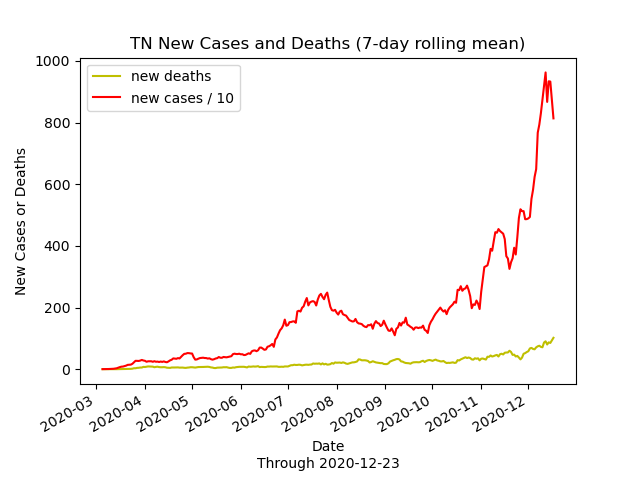 TN New Cases and Deaths (7-day rolling mean)
new deaths
new cases / 10
New Cases or Deaths
1000
800
600
400
200
0
2020-03
2020-04
2020-05
2020-06
2020-07
2020-08
2020-09
2020-10
2020-11
2020-12
Date
Through 2020-12-23